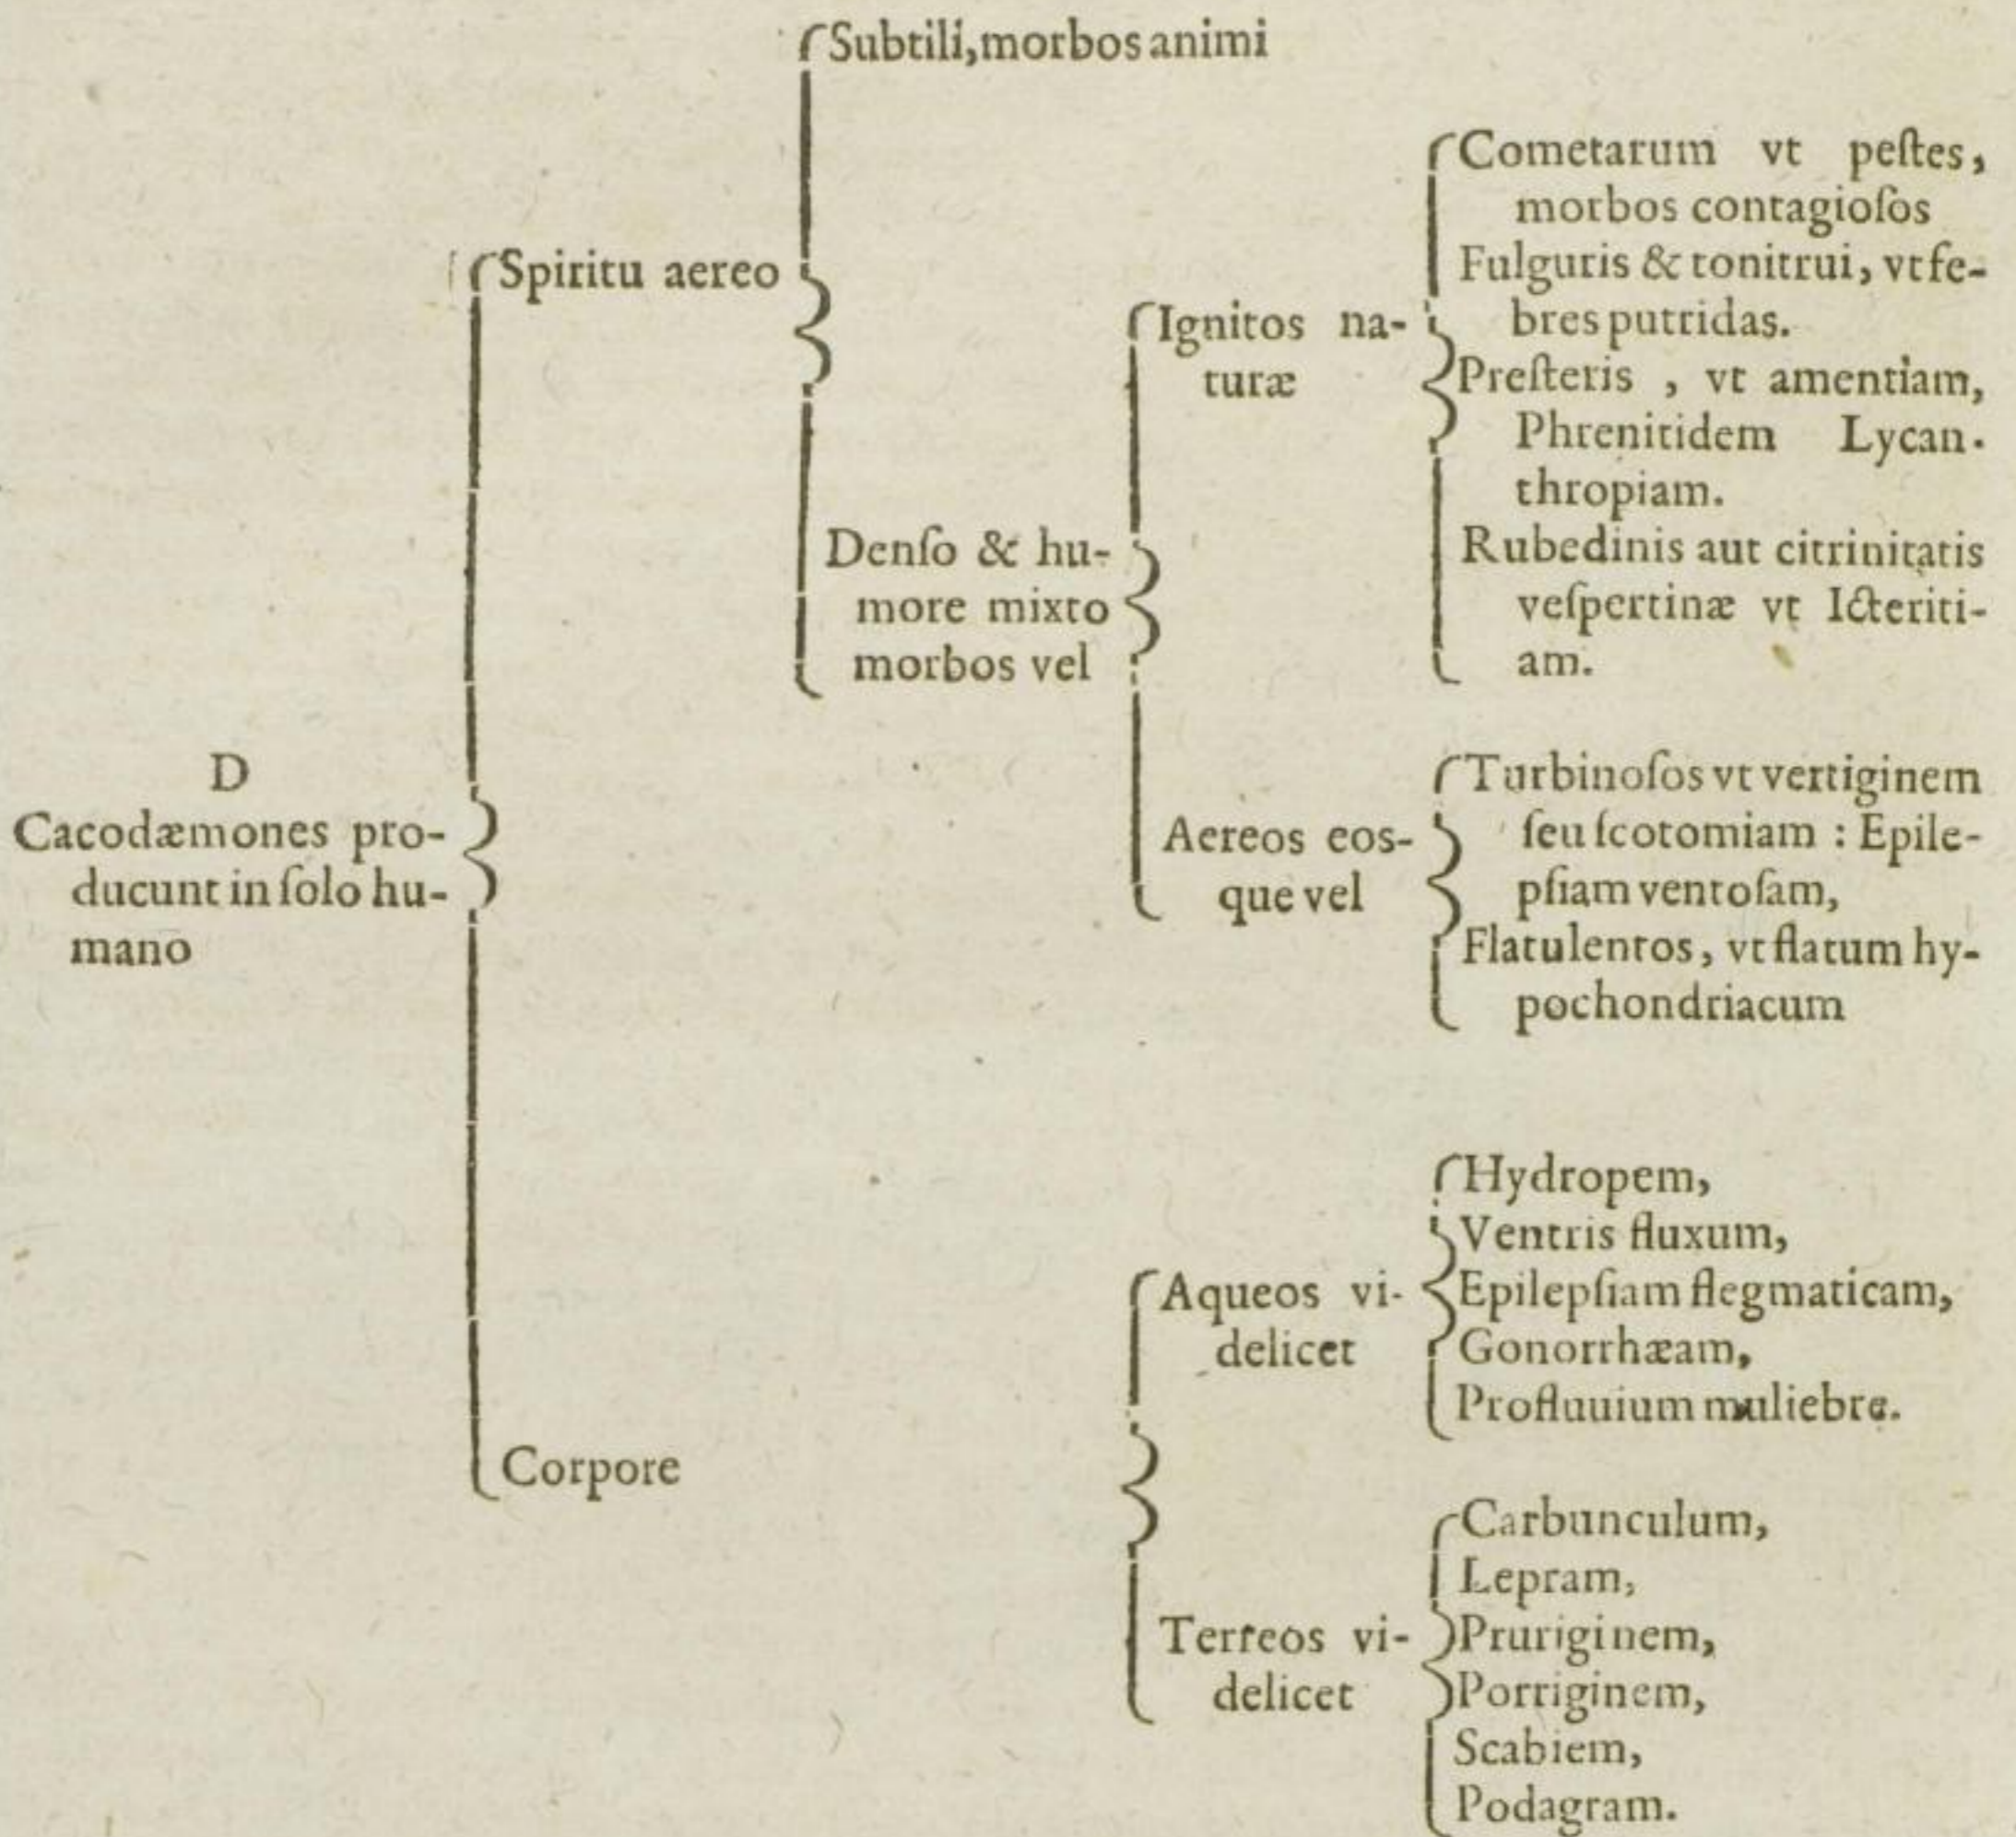 D
Cacodæmones pro-
ducunt in ſolo hu-
mano
Spiritu aereo
Subtili, morbos animi
Denſo & hu-
more mixto
morbos vel
Ignitos na-
turæ
Cometarum vt peſtes,
morbos contagioſos
Fulguris & tonitrui, vt fe-
bres putridas.
Preſteris , vt amentiam,
Phrenitidem Lycan-
thropiam.
Rubedinis aut citrinitatis
veſpertinæ vt Icteriti-
am.
Aereos eos-
que vel
Turbinoſos vt vertiginem
ſeu ſcotomiam : Epile-
pſiam ventoſam,
Flatulentos, vt flatum hy-
pochondriacum
Corpore
Aqueos vi-
delicet
Hydropem,
Ventris fluxum,
Epilepſiam flegmaticam,
Gonorrhæam,
Profluuium muliebre.
Terreos vi-
delicet
Carbunculum,
Lepram,
Pruriginem,
Porriginem,
Scabiem,
Podagram.